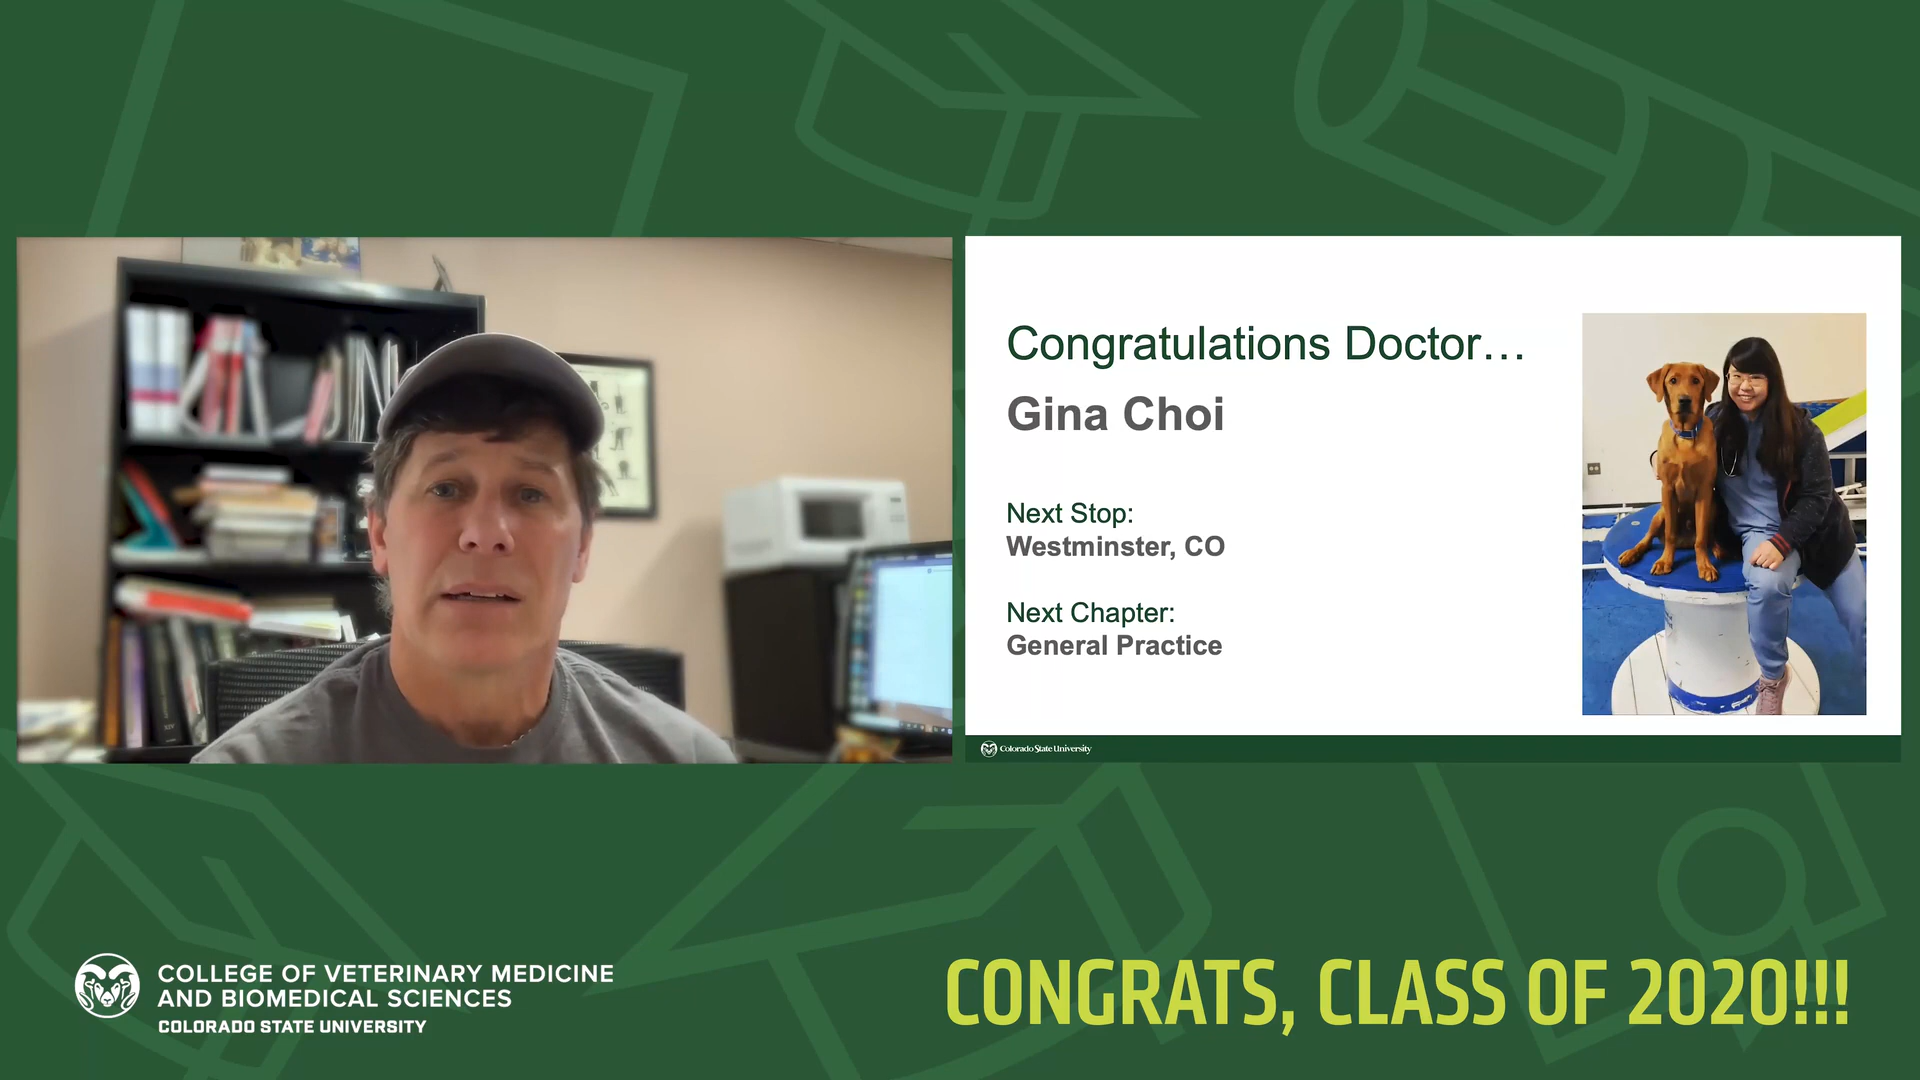 Congratulations Doctor…
Gina Choi
Next Stop:
Westminster, CO
Next Chapter:
General Practice
Colorado State University
COLLEGE OF VETERINARY MEDICINE
AND BIOMEDICAL SCIENCES
COLORADO STATE UNIVERSITY
CONGRATS, CLASS OF 2020!!!